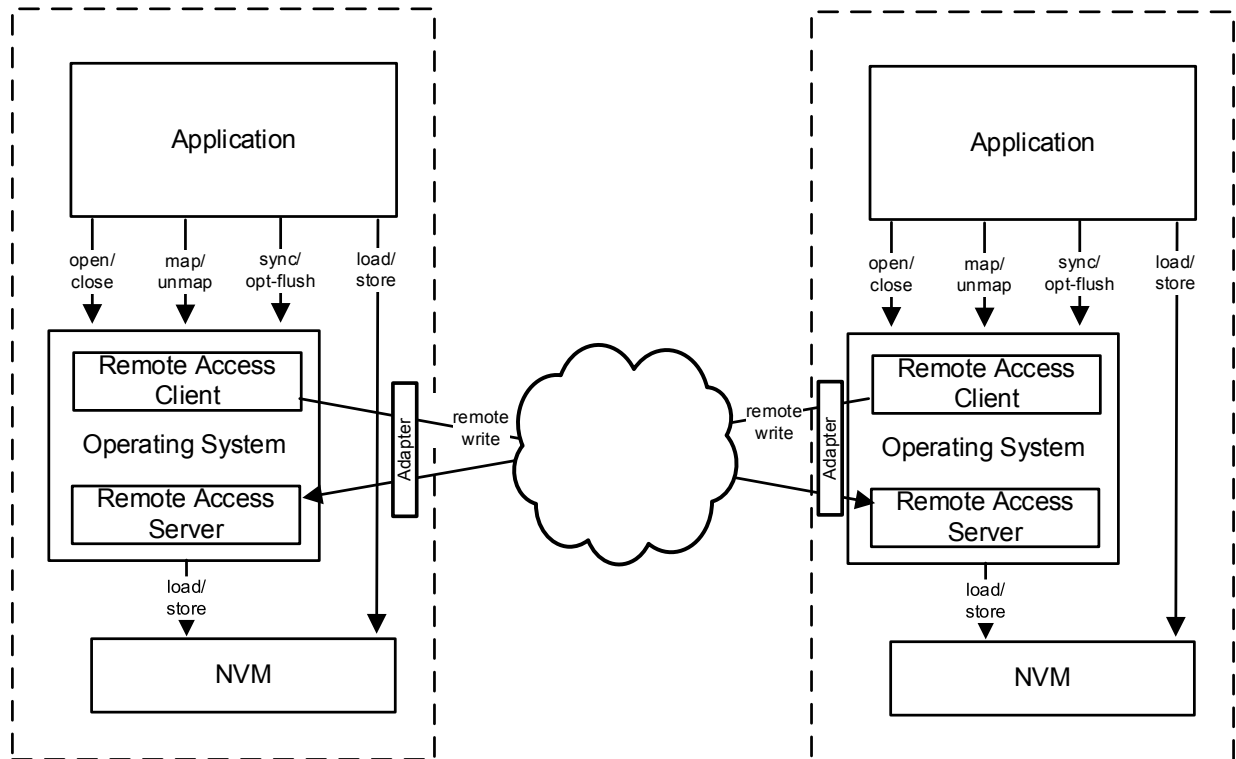 Application
open/
close
map/
unmap
sync/
opt-flush
load/
store
Remote Access
Client
Operating System
Remote Access
Server
load/
store
NVM
Adapter
remote
write
remote
write
Adapter
Application
open/
close
map/
unmap
sync/
opt-flush
load/
store
Remote Access
Client
Operating System
Remote Access
Server
load/
store
NVM